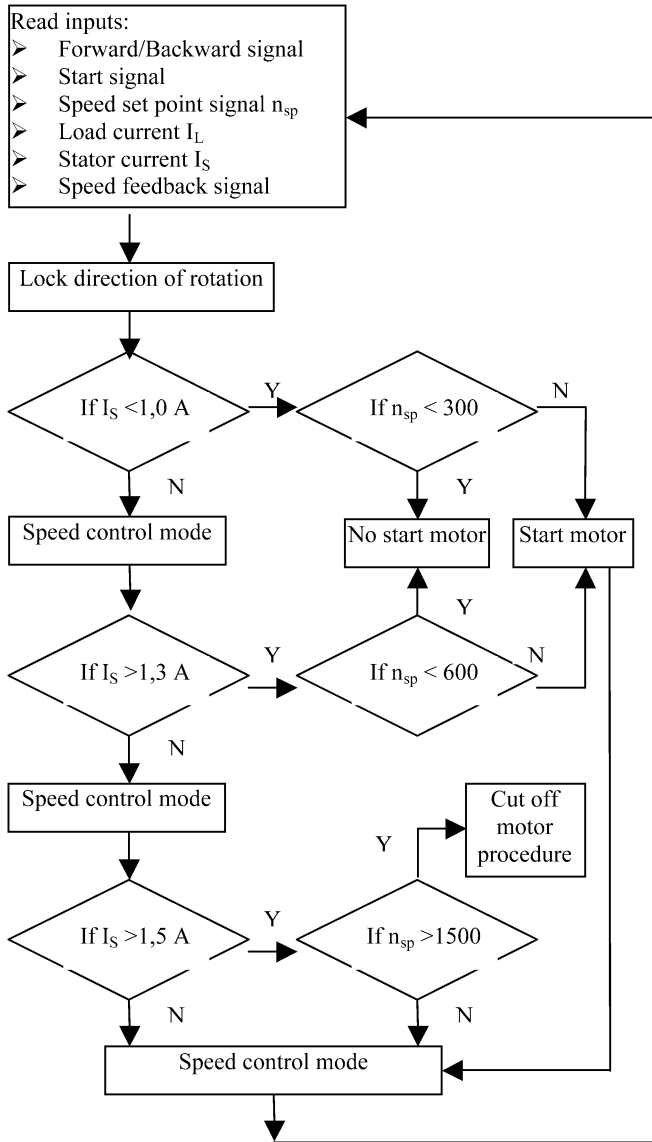 Read inputs:
➢ Forward/Backward signal
➢ Start signal
➢ Speed set point signal nsp
➢ Load current IL
➢ Stator current IS
➢ Speed feedback signal
Lock direction of rotation
If IS <1,0 A
Y
If nsp < 300
N
N
Y
Speed control mode
No start motor
Start motor
Y
If IS >1,3 A
Y
If nsp < 600
N
N
Speed control mode
Cut off
motor
procedure
Y
If IS >1,5 A
Y
If nsp >1500
N
N
Speed control mode